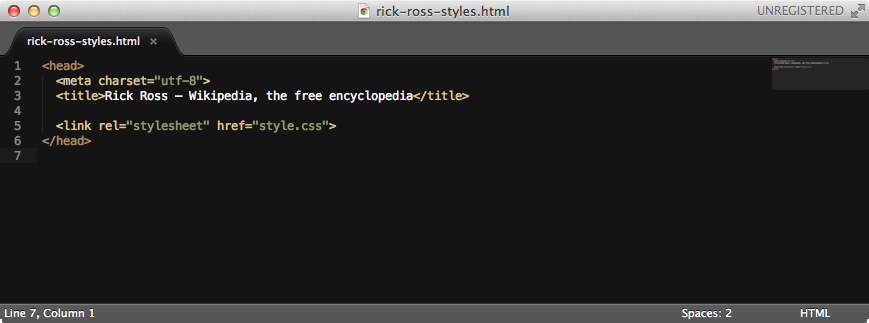 rick-ross-styles.html
UNREGISTERED
rick-ross-styles.html ×
1 <head>
2   <meta charset="utf-8">
3   <title>Rick Ross – Wikipedia, the free encyclopedia</title>
4
5   <link rel="stylesheet" href="style.css">
6 </head>
7
Line 7, Column 1
Spaces: 2
HTML